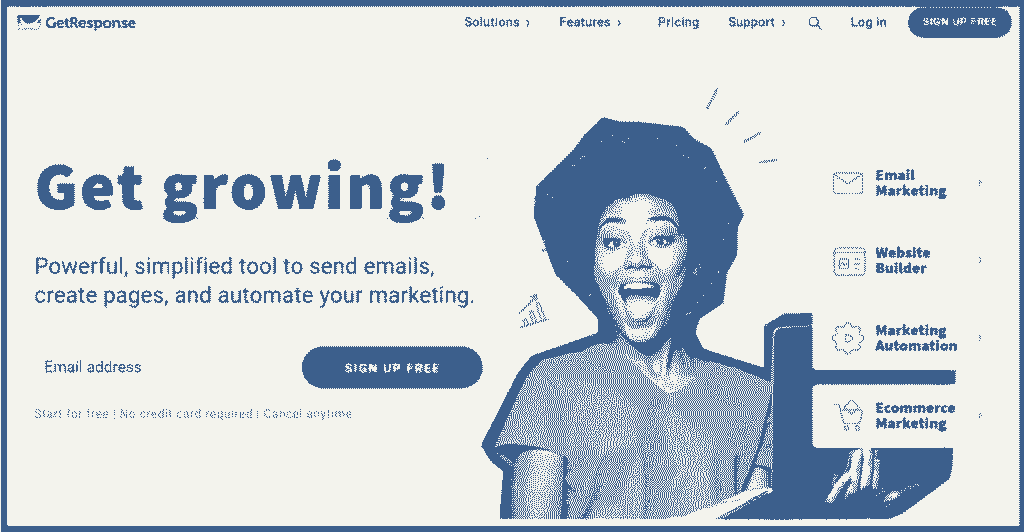 GetResponse
Solutions
Features
Pricing
Support
Log in
SIGN UP FREE
Get growing!
Powerful, simplified tool to send emails,
create pages, and automate your marketing.
Email address
SIGN UP FREE
Start for free | No credit card required | Cancel anytime
Email
Marketing
Website
Builder
Marketing
Automation
Ecommerce
Marketing